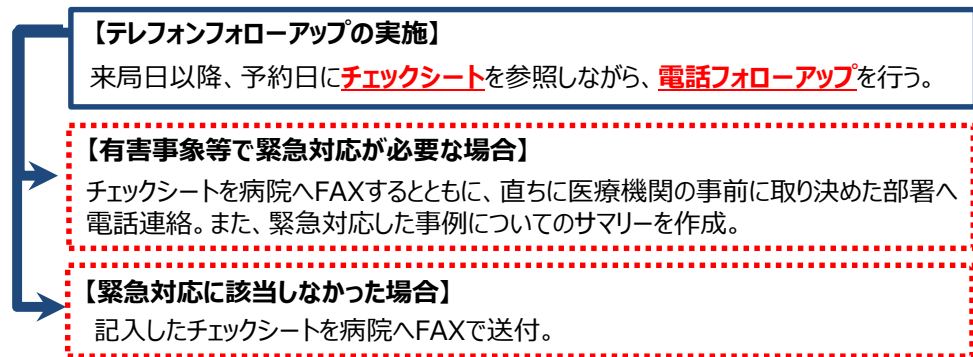 【テレフォンフォローアップの実施】
来局日以降、予約日にチェックシートを参照しながら、電話フォローアップを行う。
【有害事象等で緊急対応が必要な場合】
チェックシートを病院へFAXするとともに、直ちに医療機関の事前に取り決めた部署へ
電話連絡。また、緊急対応した事例についてのサマリーを作成。
【緊急対応に該当しなかった場合】
記入したチェックシートを病院へFAXで送付。